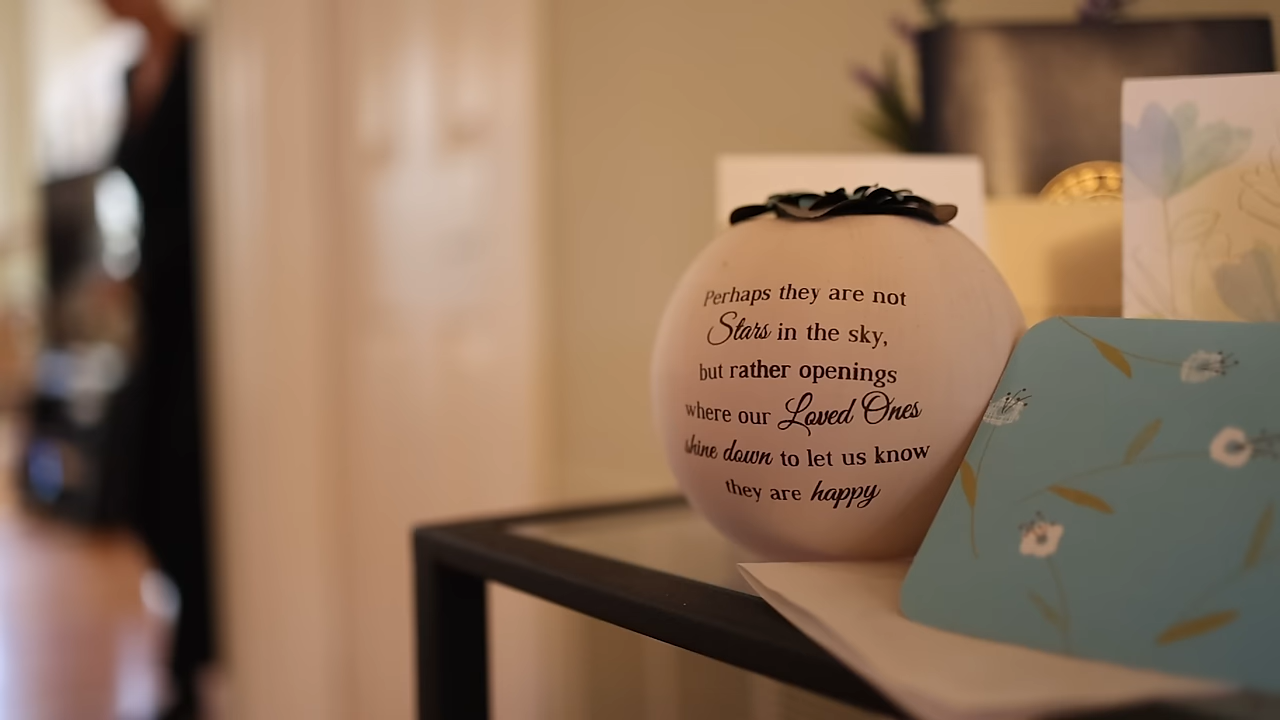 Perhaps they are not
Stars in the sky,
but rather openings
where our Loved Ones
shine down to let us know
they are happy